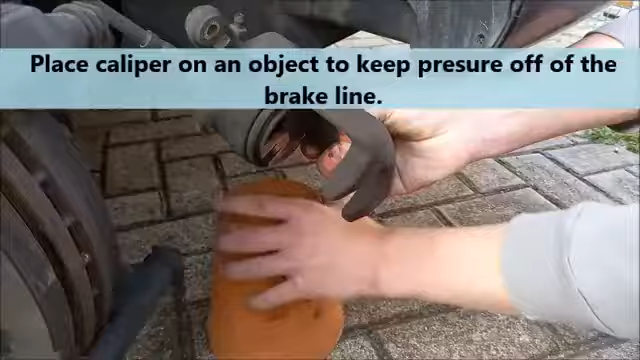 Place caliper on an object to keep presure off of the
brake line.